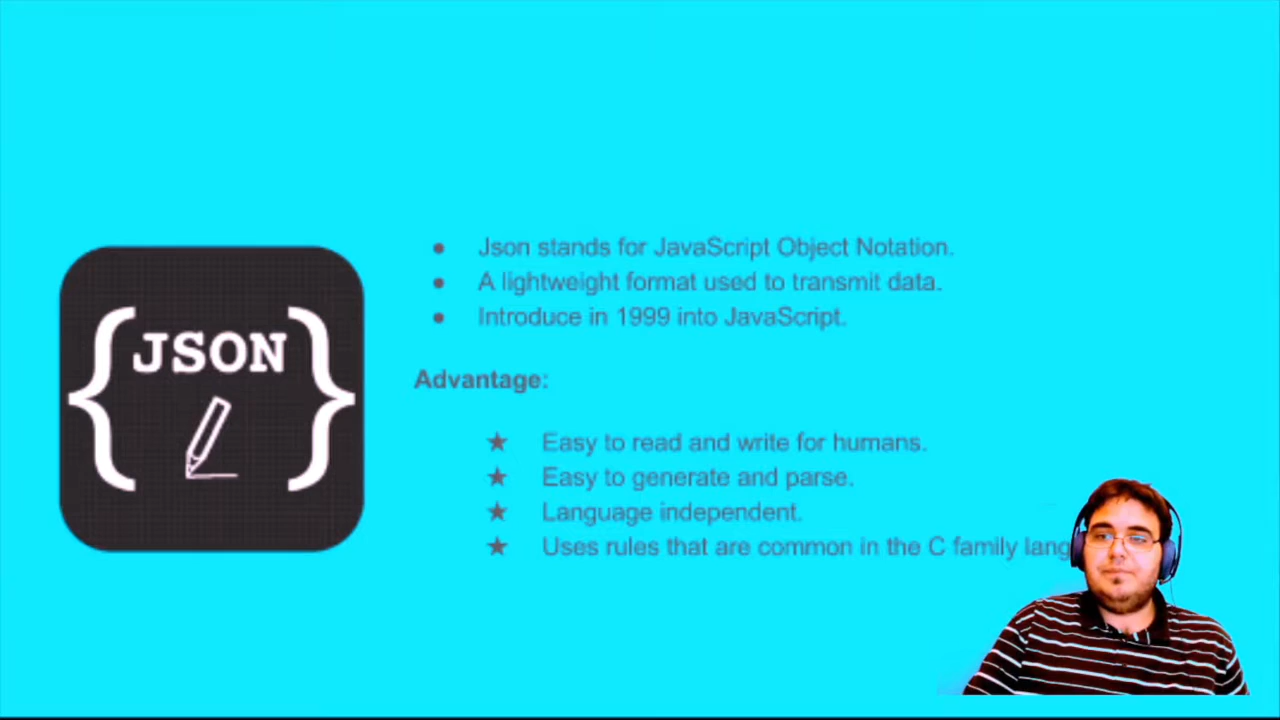 JSON
Json stands for JavaScript Object Notation.
A lightweight format used to transmit data.
Introduce in 1999 into JavaScript.
Advantage:
Easy to read and write for humans.
Easy to generate and parse.
Language independent.
Uses rules that are common in the C family lang